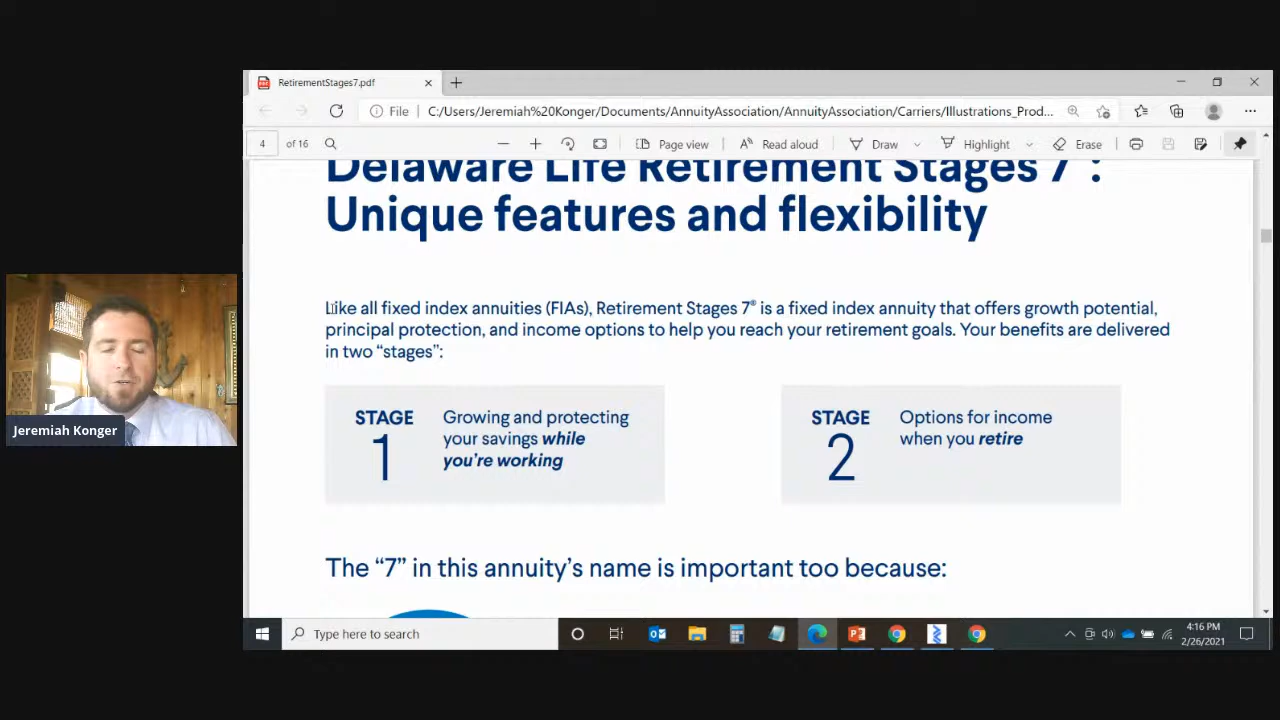 RetirementStages7.pdf
File
C:/Users/Jeremiah%20Konger/Documents/AnnuityAssociation/AnnuityAssociation/Carriers/Illustrations_Prod...
4 of 16
Page view
Read aloud
Draw
Highlight
Erase
Delaware Life Retirement Stages 7 :
Unique features and flexibility
Like all fixed index annuities (FIAs), Retirement Stages 7® is a fixed index annuity that offers growth potential,
principal protection, and income options to help you reach your retirement goals. Your benefits are delivered
in two “stages”:
STAGE
1
Growing and protecting
your savings while
you’re working
STAGE
2
Options for income
when you retire
The “7” in this annuity’s name is important too because:
Jeremiah Konger
Type here to search
4:16 PM
2/26/2021